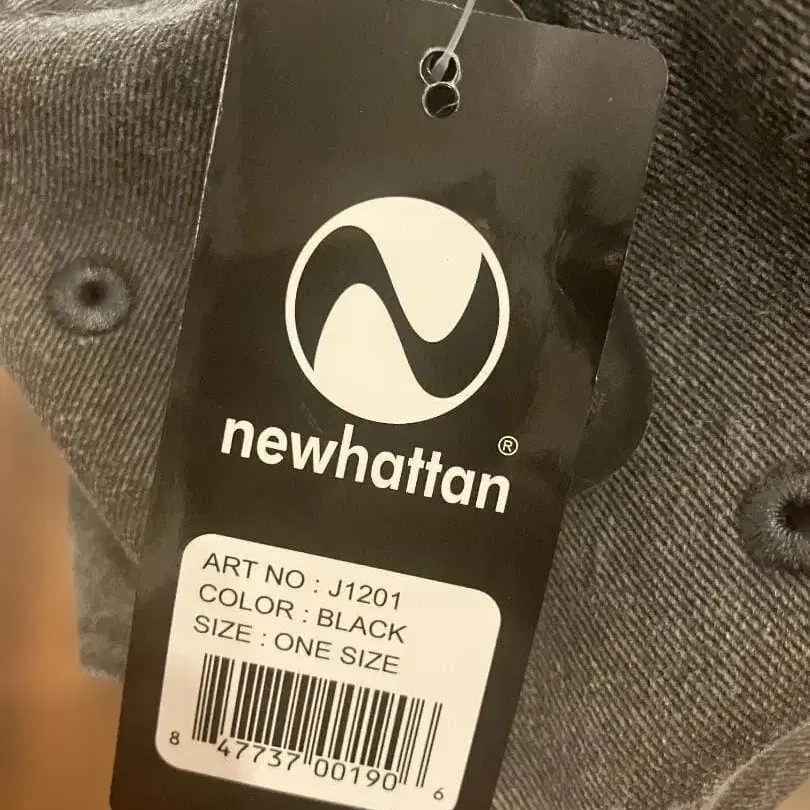 newhattan®
ART NO : J1201
COLOR : BLACK
SIZE : ONE SIZE
8 47737 00190 6